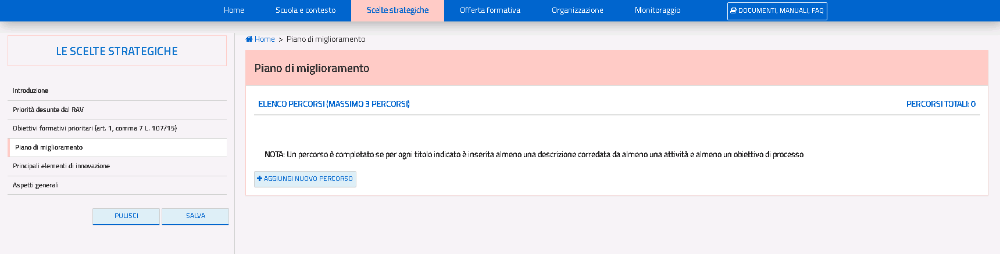 Home Scuola e contesto Scelte strategiche Offerta formativa Organizzazione Monitoraggio DOCUMENTI, MANUALI, FAQ
LE SCELTE STRATEGICHE
Introduzione
Priorità desunte dal RAV
Obiettivi formativi prioritari (art. 1, comma 7 L. 107/15)
Piano di miglioramento
Principali elementi di innovazione
Aspetti generali
PULISCI SALVA
Home > Piano di miglioramento
Piano di miglioramento
ELENCO PERCORSI (MASSIMO 3 PERCORSI) PERCORSI TOTALI: 0
NOTA: Un percorso è completato se per ogni titolo indicato è inserita almeno una descrizione corredata da almeno una attività e almeno un obiettivo di processo
AGGIUNGI NUOVO PERCORSO